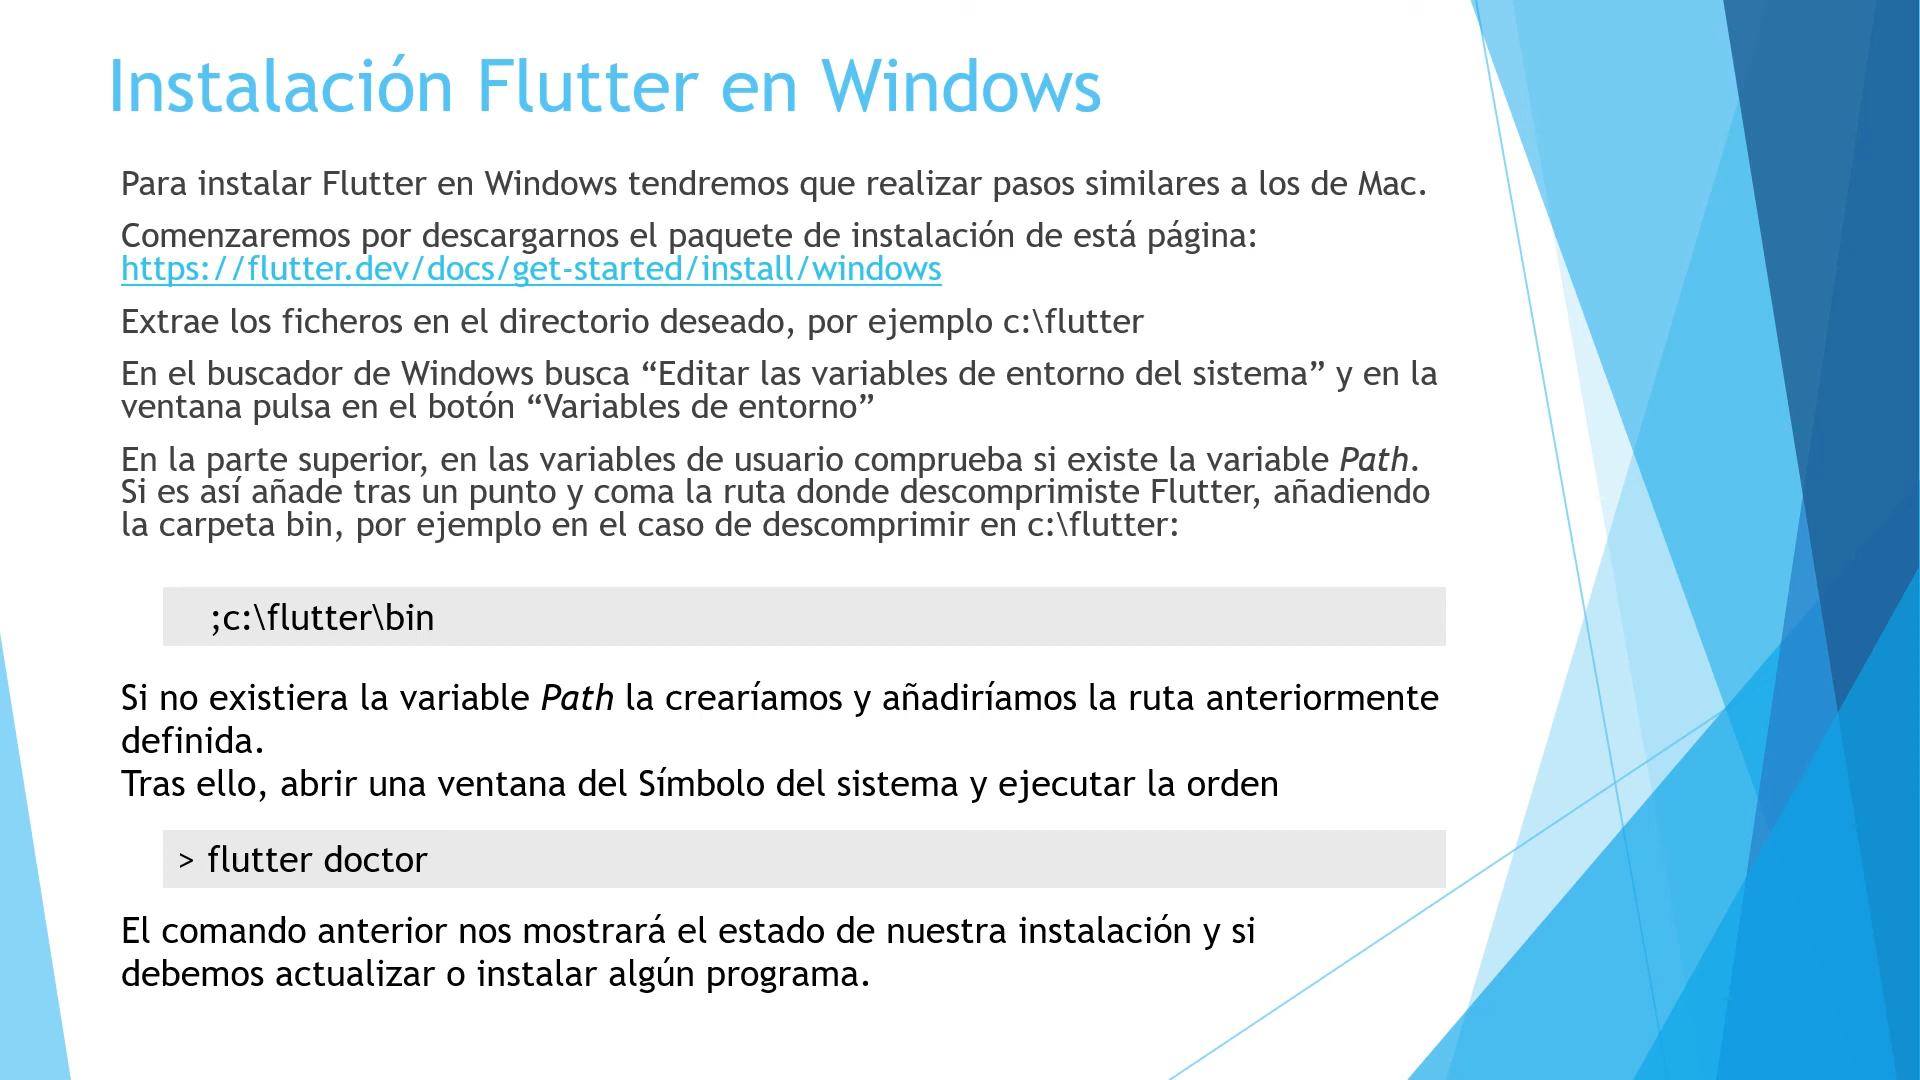 Instalación Flutter en Windows
Para instalar Flutter en Windows tendremos que realizar pasos similares a los de Mac.
Comenzaremos por descargarnos el paquete de instalación de está página:
https://flutter.dev/docs/get-started/install/windows
Extrae los ficheros en el directorio deseado, por ejemplo c:\flutter
En el buscador de Windows busca “Editar las variables de entorno del sistema” y en la
ventana pulsa en el botón “Variables de entorno”
En la parte superior, en las variables de usuario comprueba si existe la variable Path.
Si es así añade tras un punto y coma la ruta donde descomprimiste Flutter, añadiendo
la carpeta bin, por ejemplo en el caso de descomprimir en c:\flutter:
;c:\flutter\bin
Si no existiera la variable Path la crearíamos y añadiríamos la ruta anteriormente
definida.
Tras ello, abrir una ventana del Símbolo del sistema y ejecutar la orden
> flutter doctor
El comando anterior nos mostrará el estado de nuestra instalación y si
debemos actualizar o instalar algún programa.